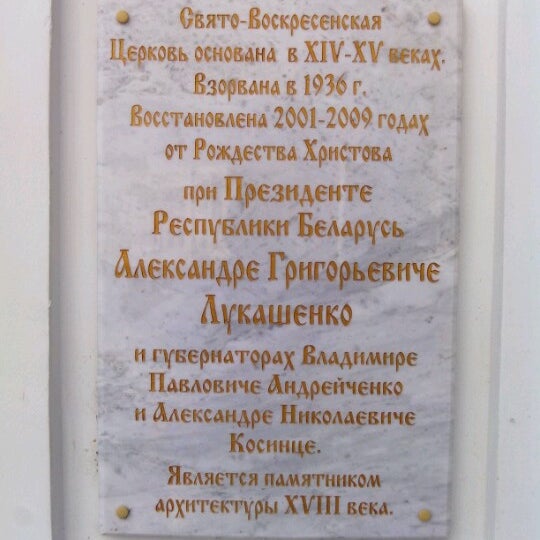 Свято-Воскресенская
Церковь основана в XIV-XV веках.
Взорвана в 1936 г.
Восстановлена 2001-2009 годах
от Рождества Христова
при Президенте
Республики Беларусь
Александре Григорьевиче
Лукашенко
и губернаторах Владимире
Павловиче Андрейченко
и Александре Николаевиче
Косинце.
Является памятником
архитектуры XVIII века.